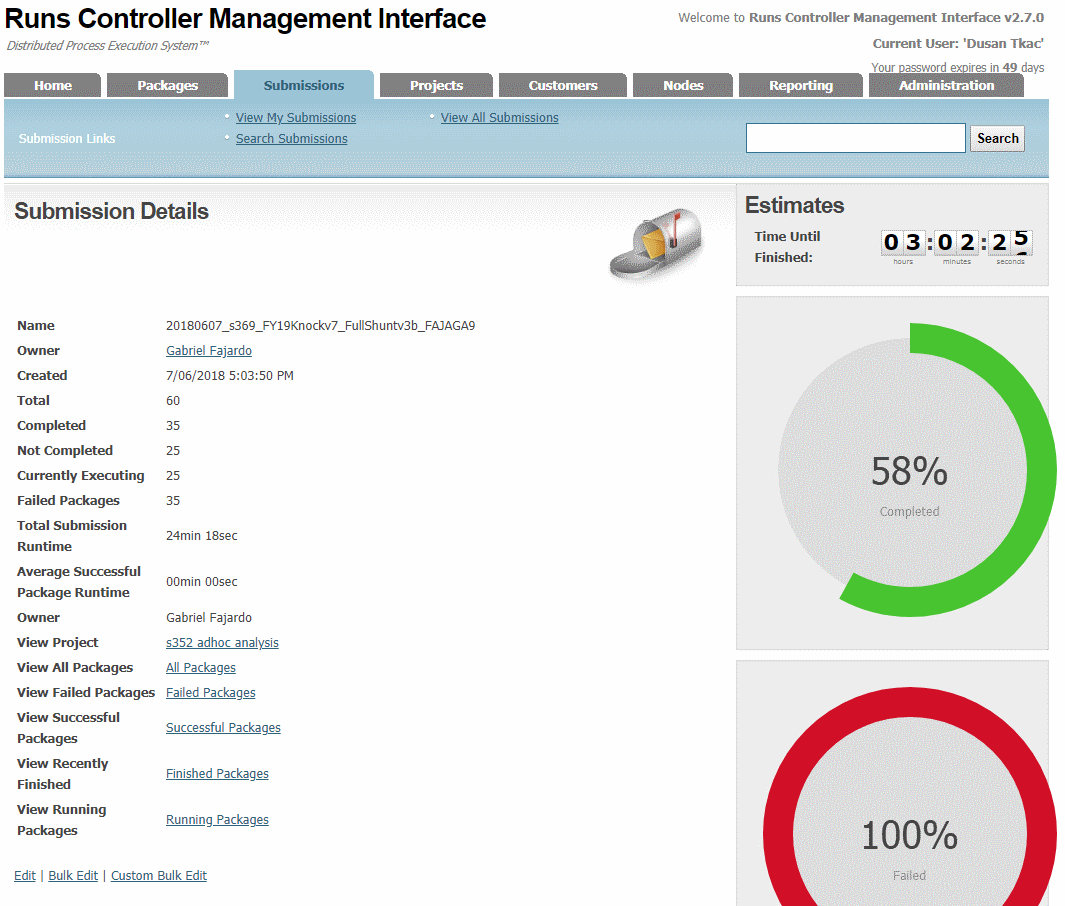 Runs Controller Management Interface
Distributed Process Execution System™
Welcome to Runs Controller Management Interface v2.7.0
Current User: 'Dusan Tkac'
Your password expires in 49 days
Home Packages Submissions Projects Customers Nodes Reporting Administration
Submission Links
View My Submissions
Search Submissions
View All Submissions
Search
Submission Details
Name 20180607_s369_FY19Knockv7_FullShuntv3b_FAJAGA9
Owner Gabriel Fajardo
Created 7/06/2018 5:03:50 PM
Total 60
Completed 35
Not Completed 25
Currently Executing 25
Failed Packages 35
Total Submission
Runtime 24min 18sec
Average Successful
Package Runtime 00min 00sec
Owner Gabriel Fajardo
View Project s352 adhoc analysis
View All Packages All Packages
View Failed Packages Failed Packages
View Successful
Packages Successful Packages
View Recently
Finished Finished Packages
View Running
Packages Running Packages
Edit | Bulk Edit | Custom Bulk Edit
Estimates
Time Until
Finished:
03:02:2
hours minutes seconds
58%
Completed
100%
Failed